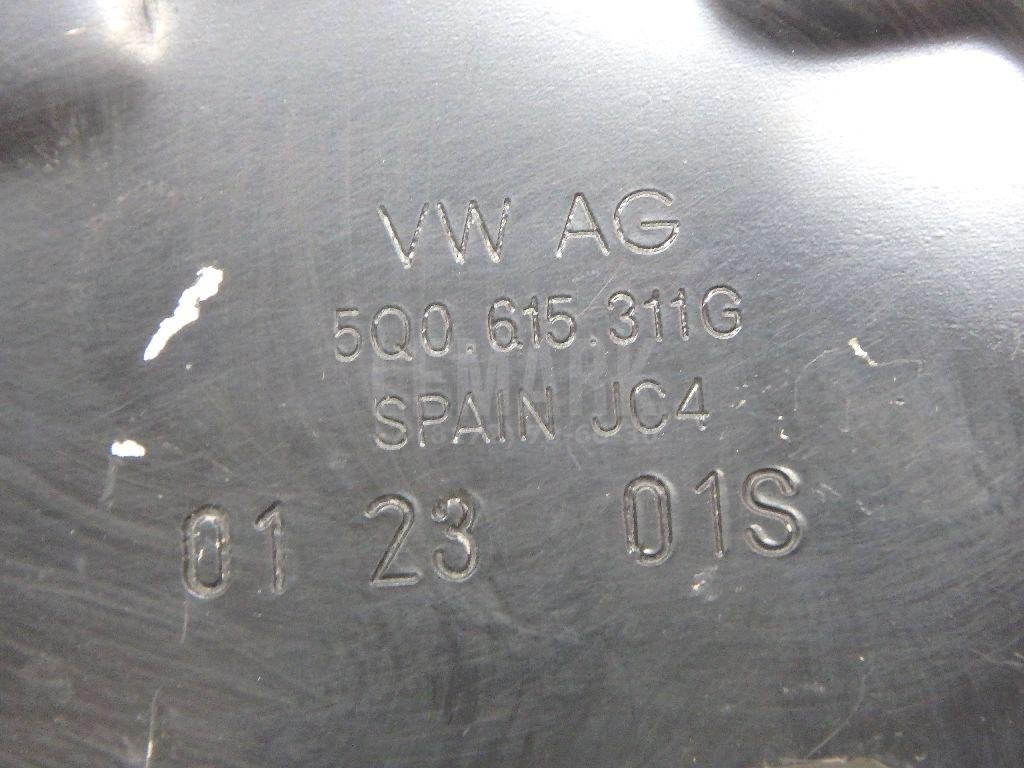 VW AG
5Q0.615.311G
SPAIN JC4
01 23 01S